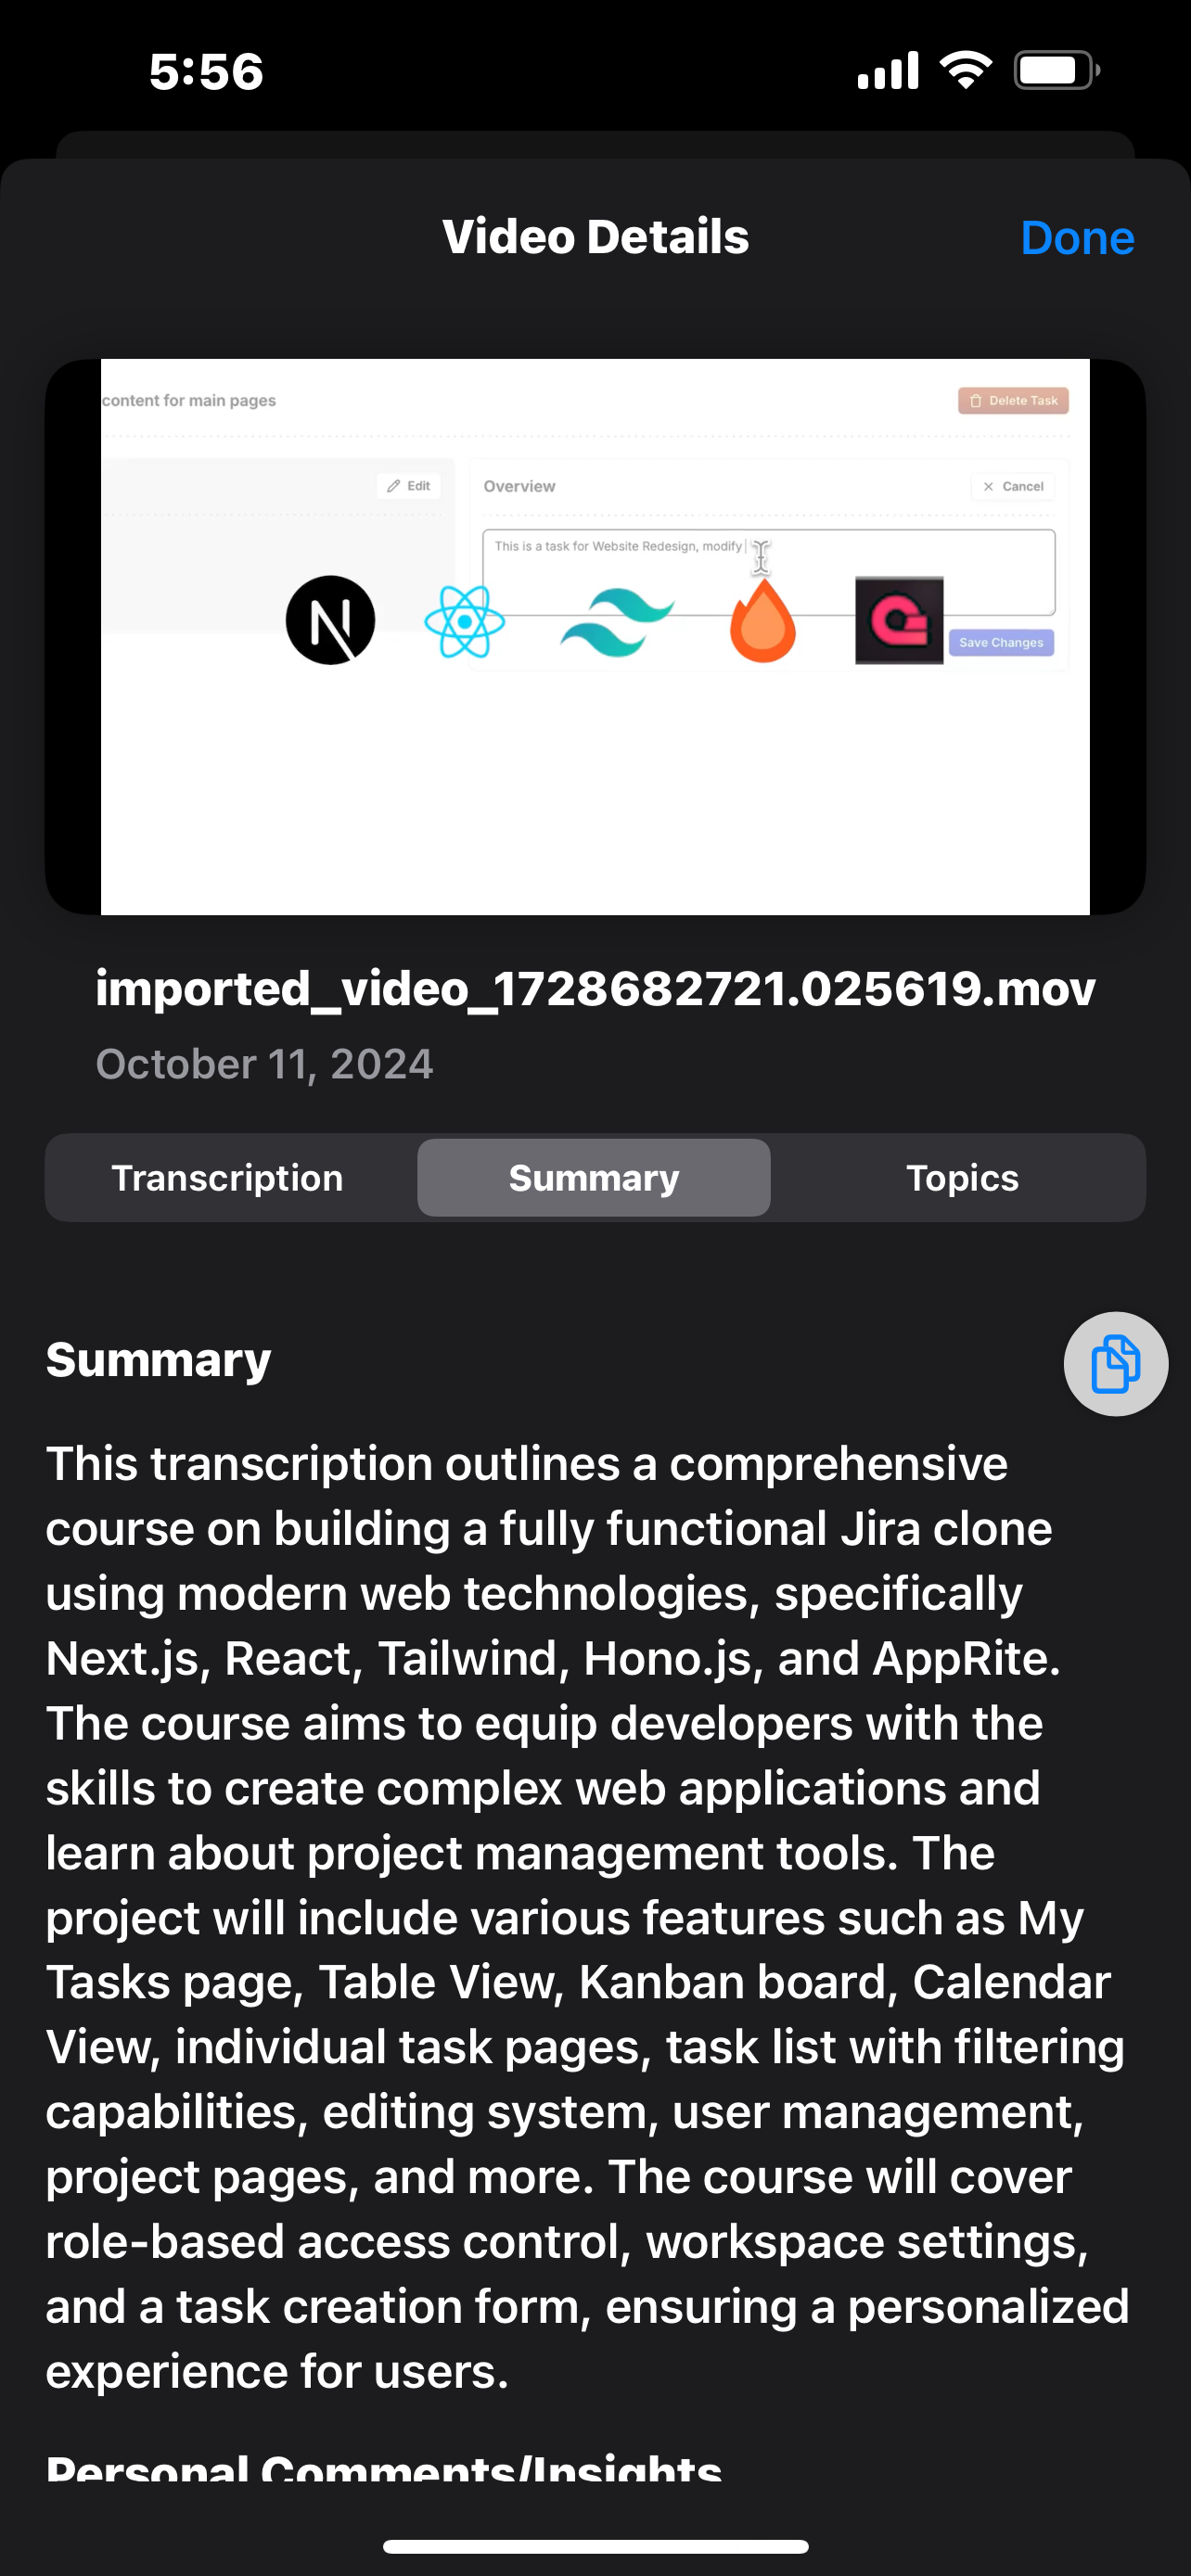 5:56
Video Details
Done
content for main pages
Delete Task
Edit
Overview
Cancel
This is a task for Website Redesign, modify
Save Changes
imported_video_1728682721.025619.mov
October 11, 2024
Transcription
Summary
Topics
Summary
This transcription outlines a comprehensive
course on building a fully functional Jira clone
using modern web technologies, specifically
Next.js, React, Tailwind, Hono.js, and AppRite.
The course aims to equip developers with the
skills to create complex web applications and
learn about project management tools. The
project will include various features such as My
Tasks page, Table View, Kanban board, Calendar
View, individual task pages, task list with filtering
capabilities, editing system, user management,
project pages, and more. The course will cover
role-based access control, workspace settings,
and a task creation form, ensuring a personalized
experience for users.
Personal Comments/Insights